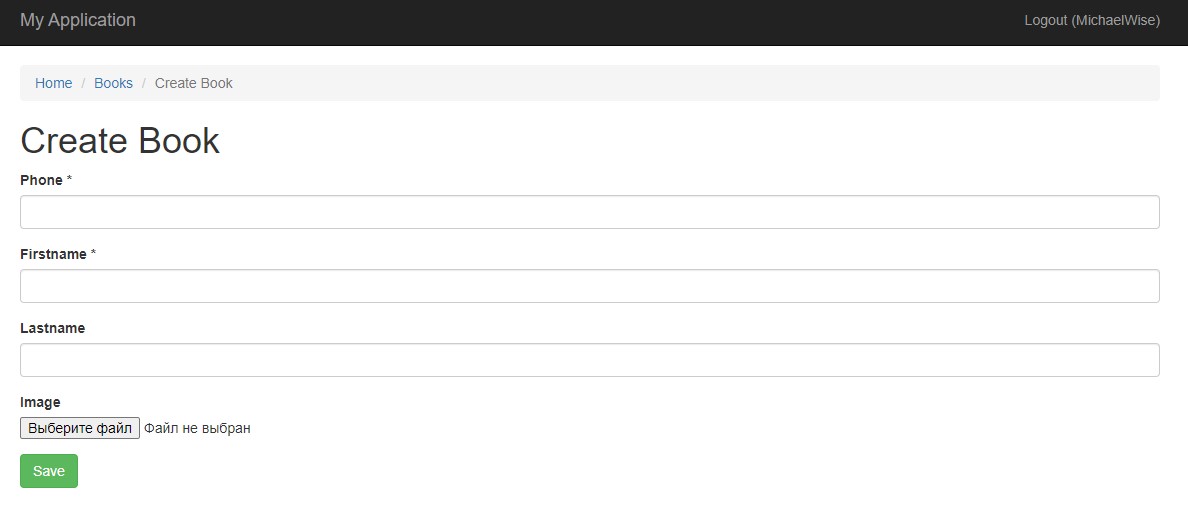 My Application Logout (MichaelWise)
Home / Books / Create Book
Create Book
Phone *
Firstname *
Lastname
Image
Выберите файл Файл не выбран
Save